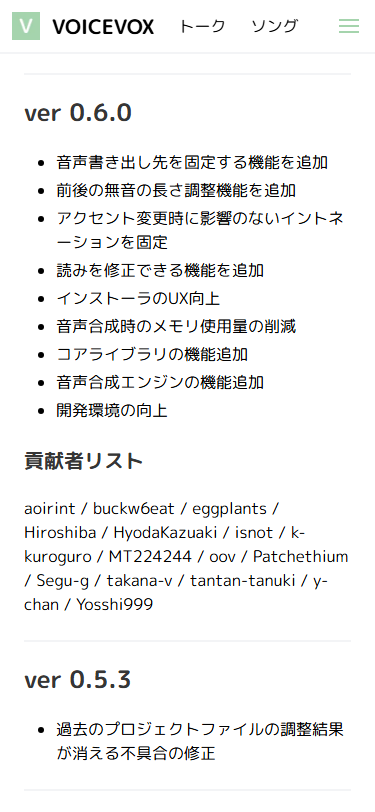 V VOICEVOX トーク ソング
ver 0.6.0
• 音声書き出し先を固定する機能を追加
• 前後の無音の長さ調整機能を追加
• アクセント変更時に影響のないイントネ
ーションを固定
• 読みを修正できる機能を追加
• インストーラのUX向上
• 音声合成時のメモリ使用量の削減
• コアライブラリの機能追加
• 音声合成エンジンの機能追加
• 開発環境の向上
貢献者リスト
aoirint / buckw6eat / eggplants /
Hiroshiba / HyodaKazuaki / isnot / k-
kuroguro / MT224244 / oov / Patchethium
/ Segu-g / takana-v / tantan-tanuki / y-
chan / Yosshi999
ver 0.5.3
• 過去のプロジェクトファイルの調整結果
が消える不具合の修正